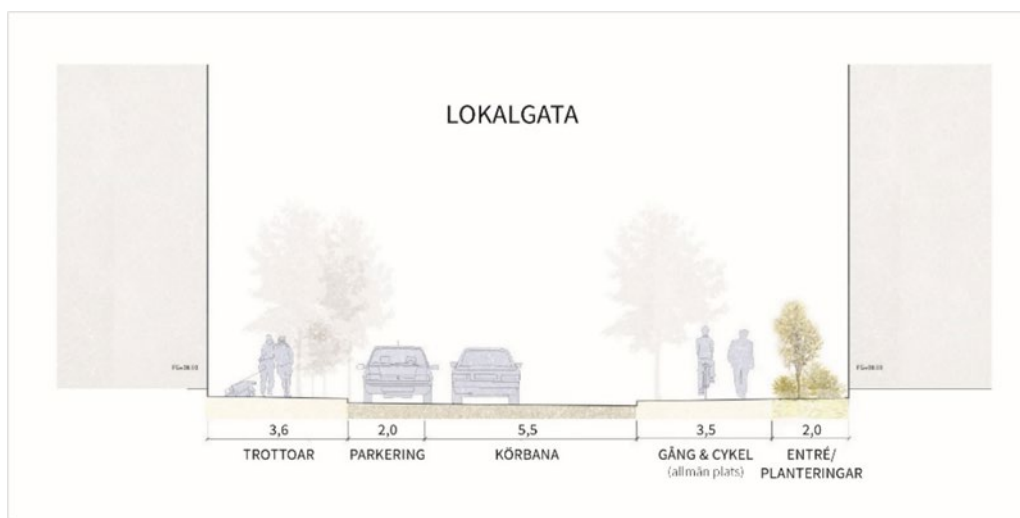 LOKALGATA
3,6
2,0
5,5
3,5
2,0
TROTTOAR
PARKERING
KÖRBANA
GÅNG & CYKEL
(allmän plats)
ENTRÉ/
PLANTERINGAR